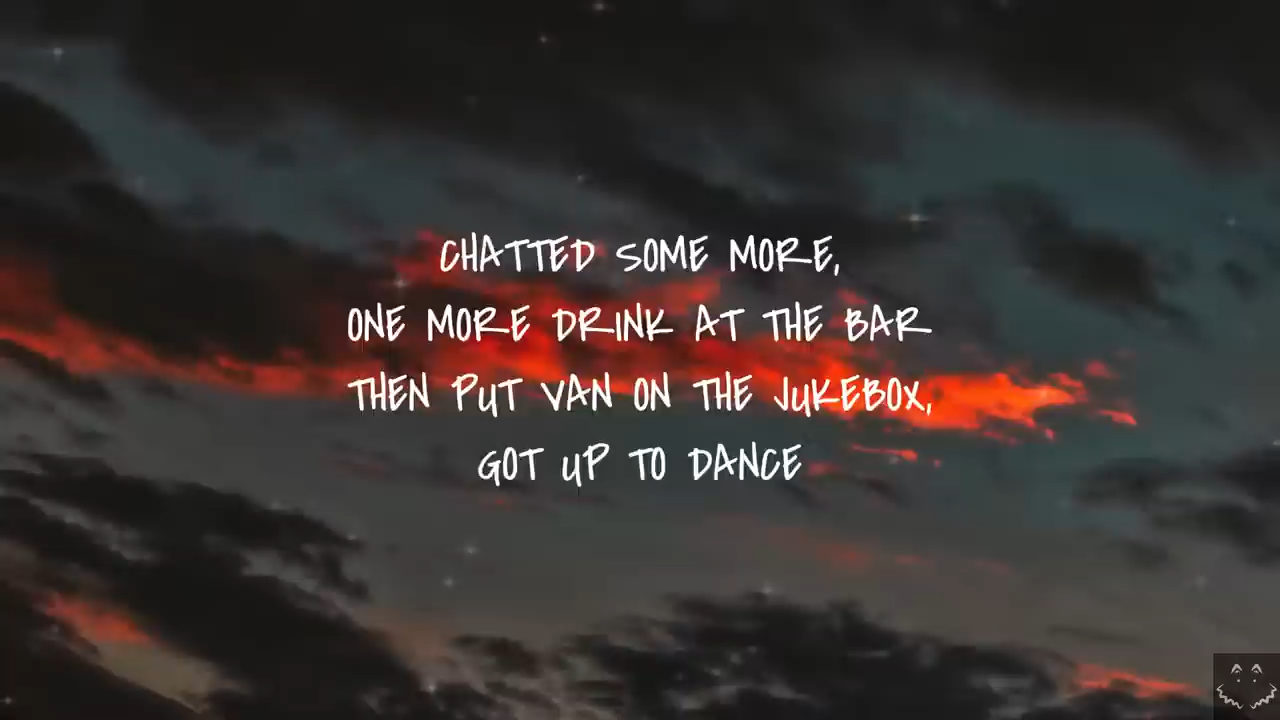 CHATTED SOME MORE,
ONE MORE DRINK AT THE BAR
THEN PUT VAN ON THE JUKEBOX,
GOT UP TO DANCE